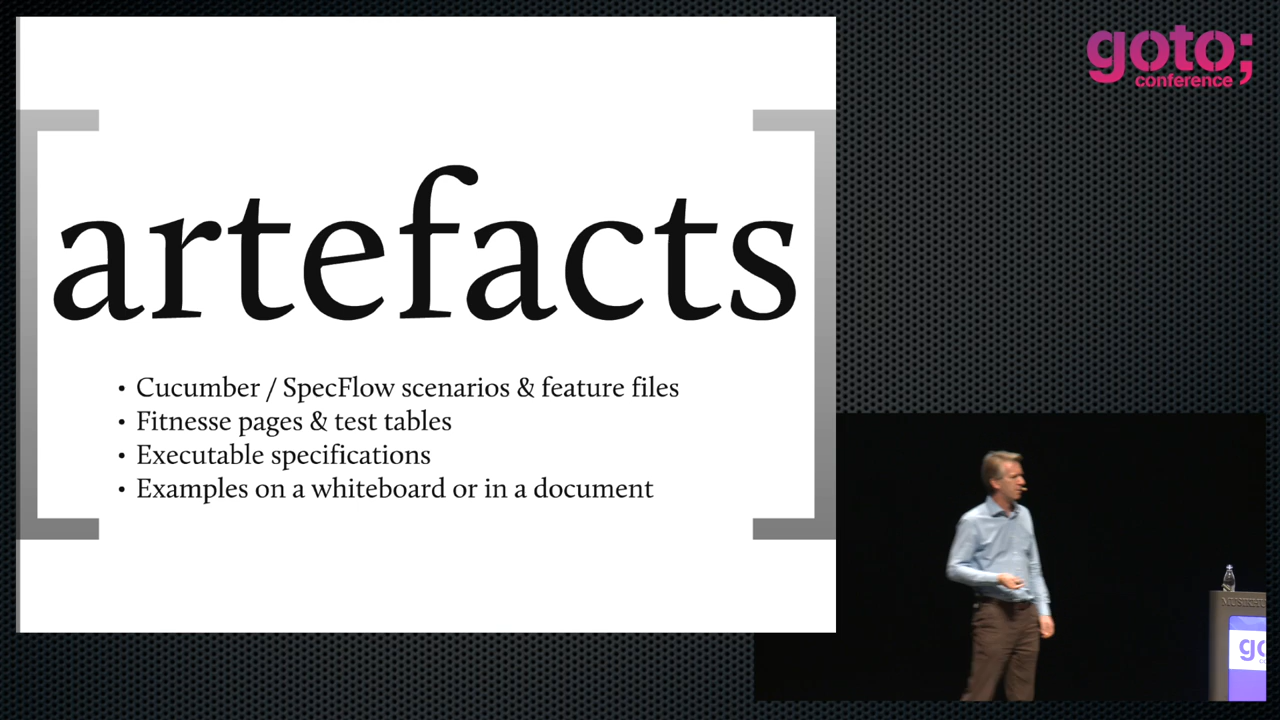 goto;
conference
artefacts
• Cucumber / SpecFlow scenarios & feature files
• Fitnesse pages & test tables
• Executable specifications
• Examples on a whiteboard or in a document